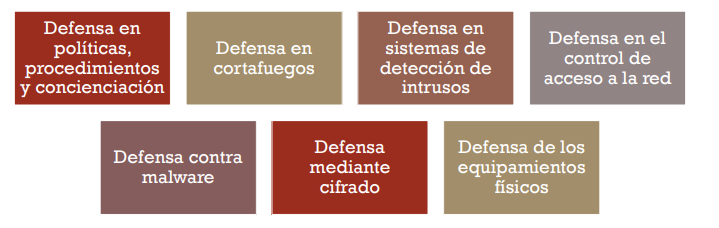 Defensa en
políticas,
procedimientos
y concienciación
Defensa en
cortafuegos
Defensa en
sistemas de
detección de
intrusos
Defensa en el
control de
acceso a la red
Defensa contra
malware
Defensa
mediante
cifrado
Defensa de los
equipamientos
físicos